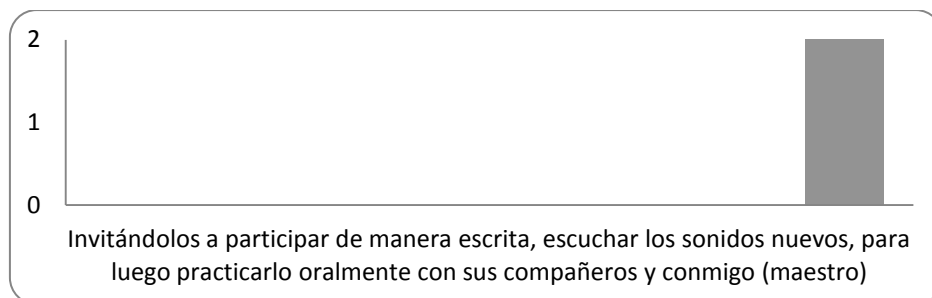 2
1
0
Invitándolos a participar de manera escrita, escuchar los sonidos nuevos, para
luego practicarlo oralmente con sus compañeros y conmigo (maestro)